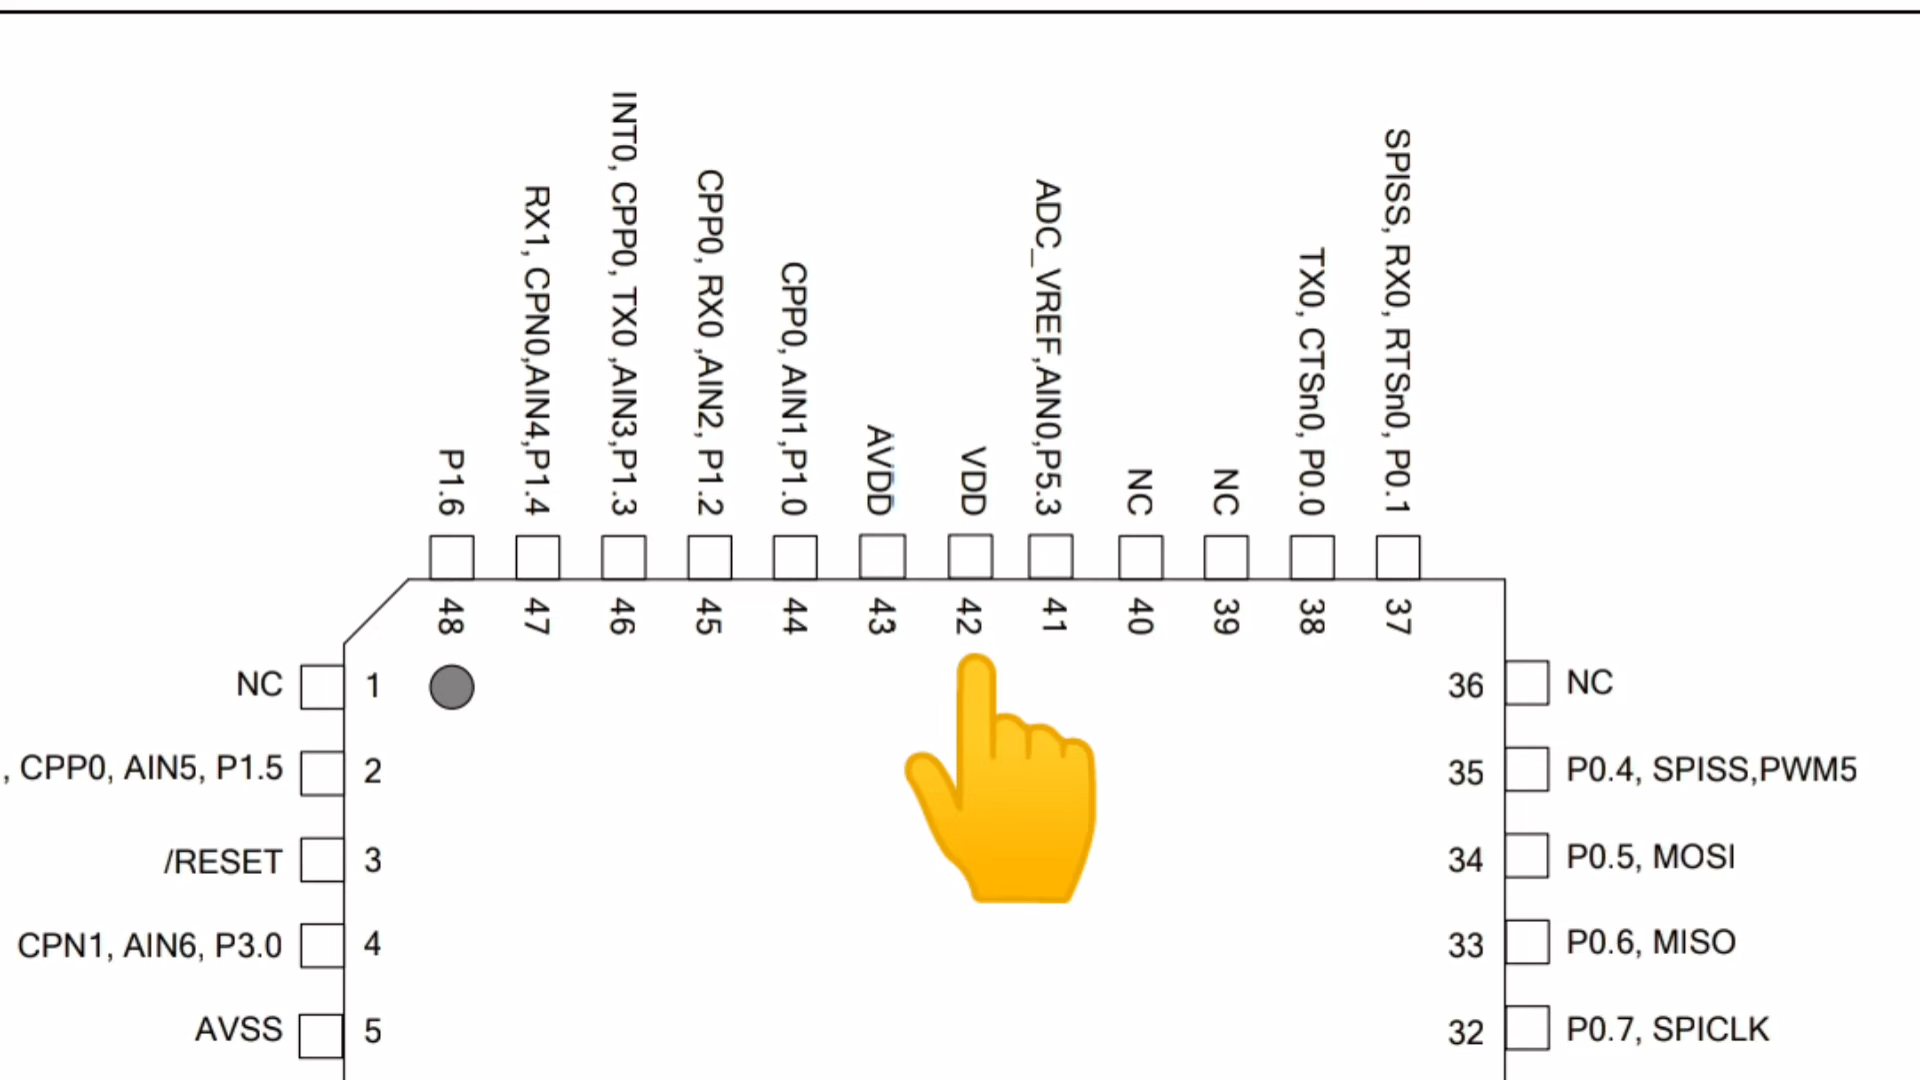 P1.6
RX1, CPN0,AIN4,P1.4
INT0, CPP0, TX0 ,AIN3,P1.3
CPP0, RX0 ,AIN2, P1.2
CPP0, AIN1,P1.0
AVDD
VDD
ADC_VREF,AIN0,P5.3
NC
NC
TX0, CTSn0, P0.0
SPISS, RX0, RTSn0, P0.1
48 47 46 45 44 43 42 41 40 39 38 37
NC 1
, CPP0, AIN5, P1.5 2
/RESET 3
CPN1, AIN6, P3.0 4
AVSS 5
36 NC
35 P0.4, SPISS,PWM5
34 P0.5, MOSI
33 P0.6, MISO
32 P0.7, SPICLK